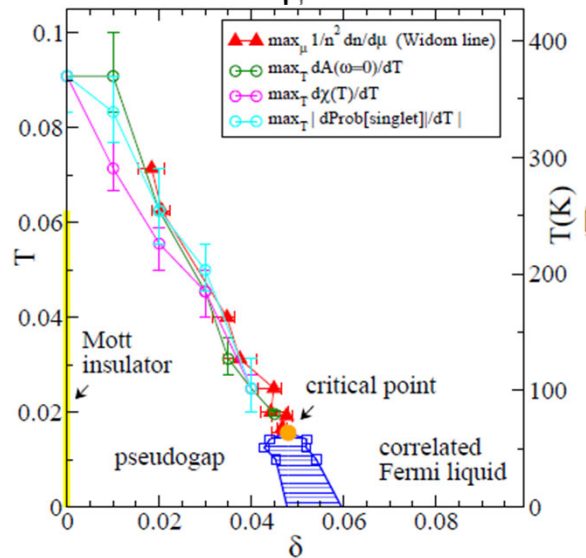 0.1
0.08
0.06
0.04
0.02
0
T
400
300
200
100
0
T(K)
max_μ 1/n² dn/dμ (Widom line)
max_T dA(ω=0)/dT
max_T dχ(T)/dT
max_T | dProb[singlet]|/dT |
Mott
insulator
critical point
pseudogap
correlated
Fermi liquid
0 0.02 0.04 0.06 0.08
δ